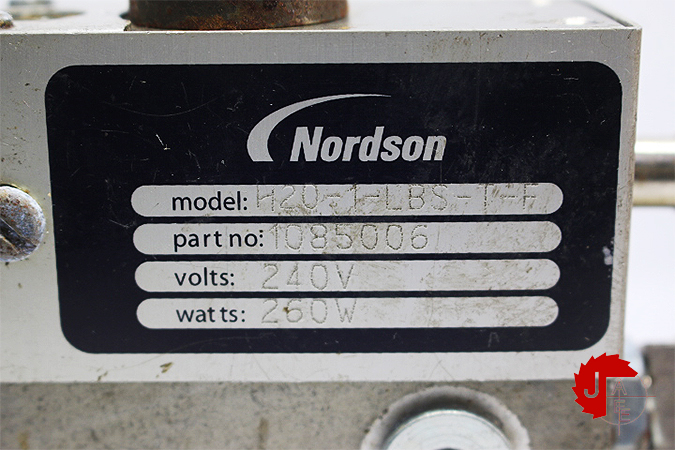 Nordson
model: H20-1-LBS-T-F
part no: 1085006
volts: 240V
watts: 260W
J